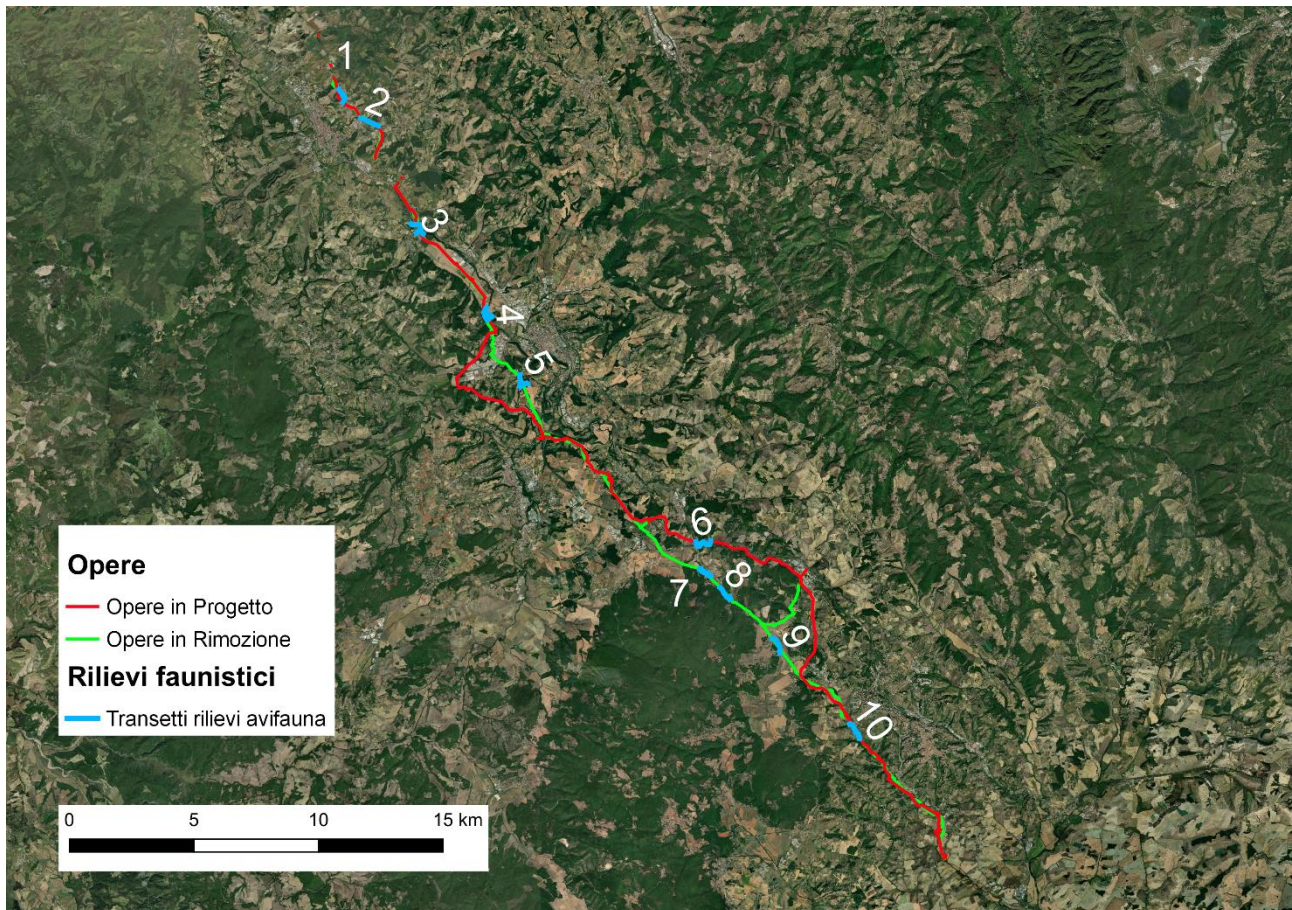 1
2
3
4
5
6
7
8
9
10
Opere
Opere in Progetto
Opere in Rimozione
Rilievi faunistici
Transetti rilievi avifauna
0 5 10 15 km